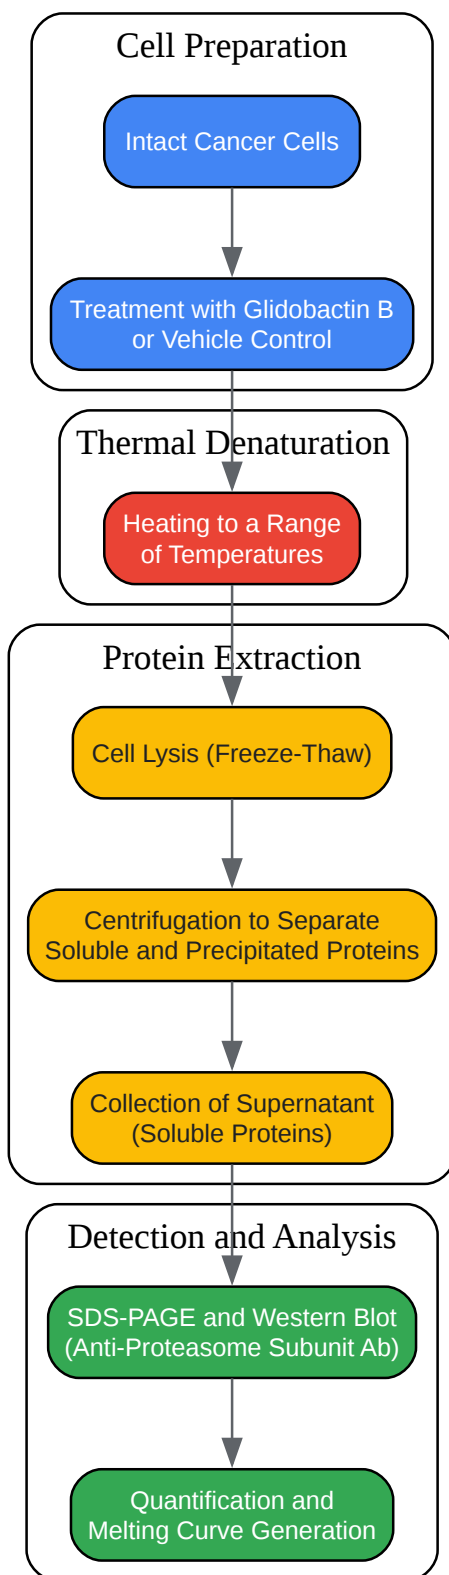 Cell Preparation
Intact Cancer Cells
Treatment with Glidobactin B
or Vehicle Control
Thermal Denaturation
Heating to a Range
of Temperatures
Protein Extraction
Cell Lysis (Freeze-Thaw)
Centrifugation to Separate
Soluble and Precipitated Proteins
Collection of Supernatant
(Soluble Proteins)
Detection and Analysis
SDS-PAGE and Western Blot
(Anti-Proteasome Subunit Ab)
Quantification and
Melting Curve Generation